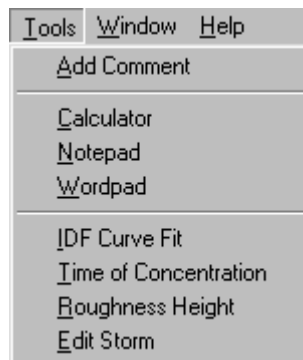 Tools Window Help
Add Comment
Calculator
Notepad
Wordpad
IDF Curve Fit
Time of Concentration
Roughness Height
Edit Storm